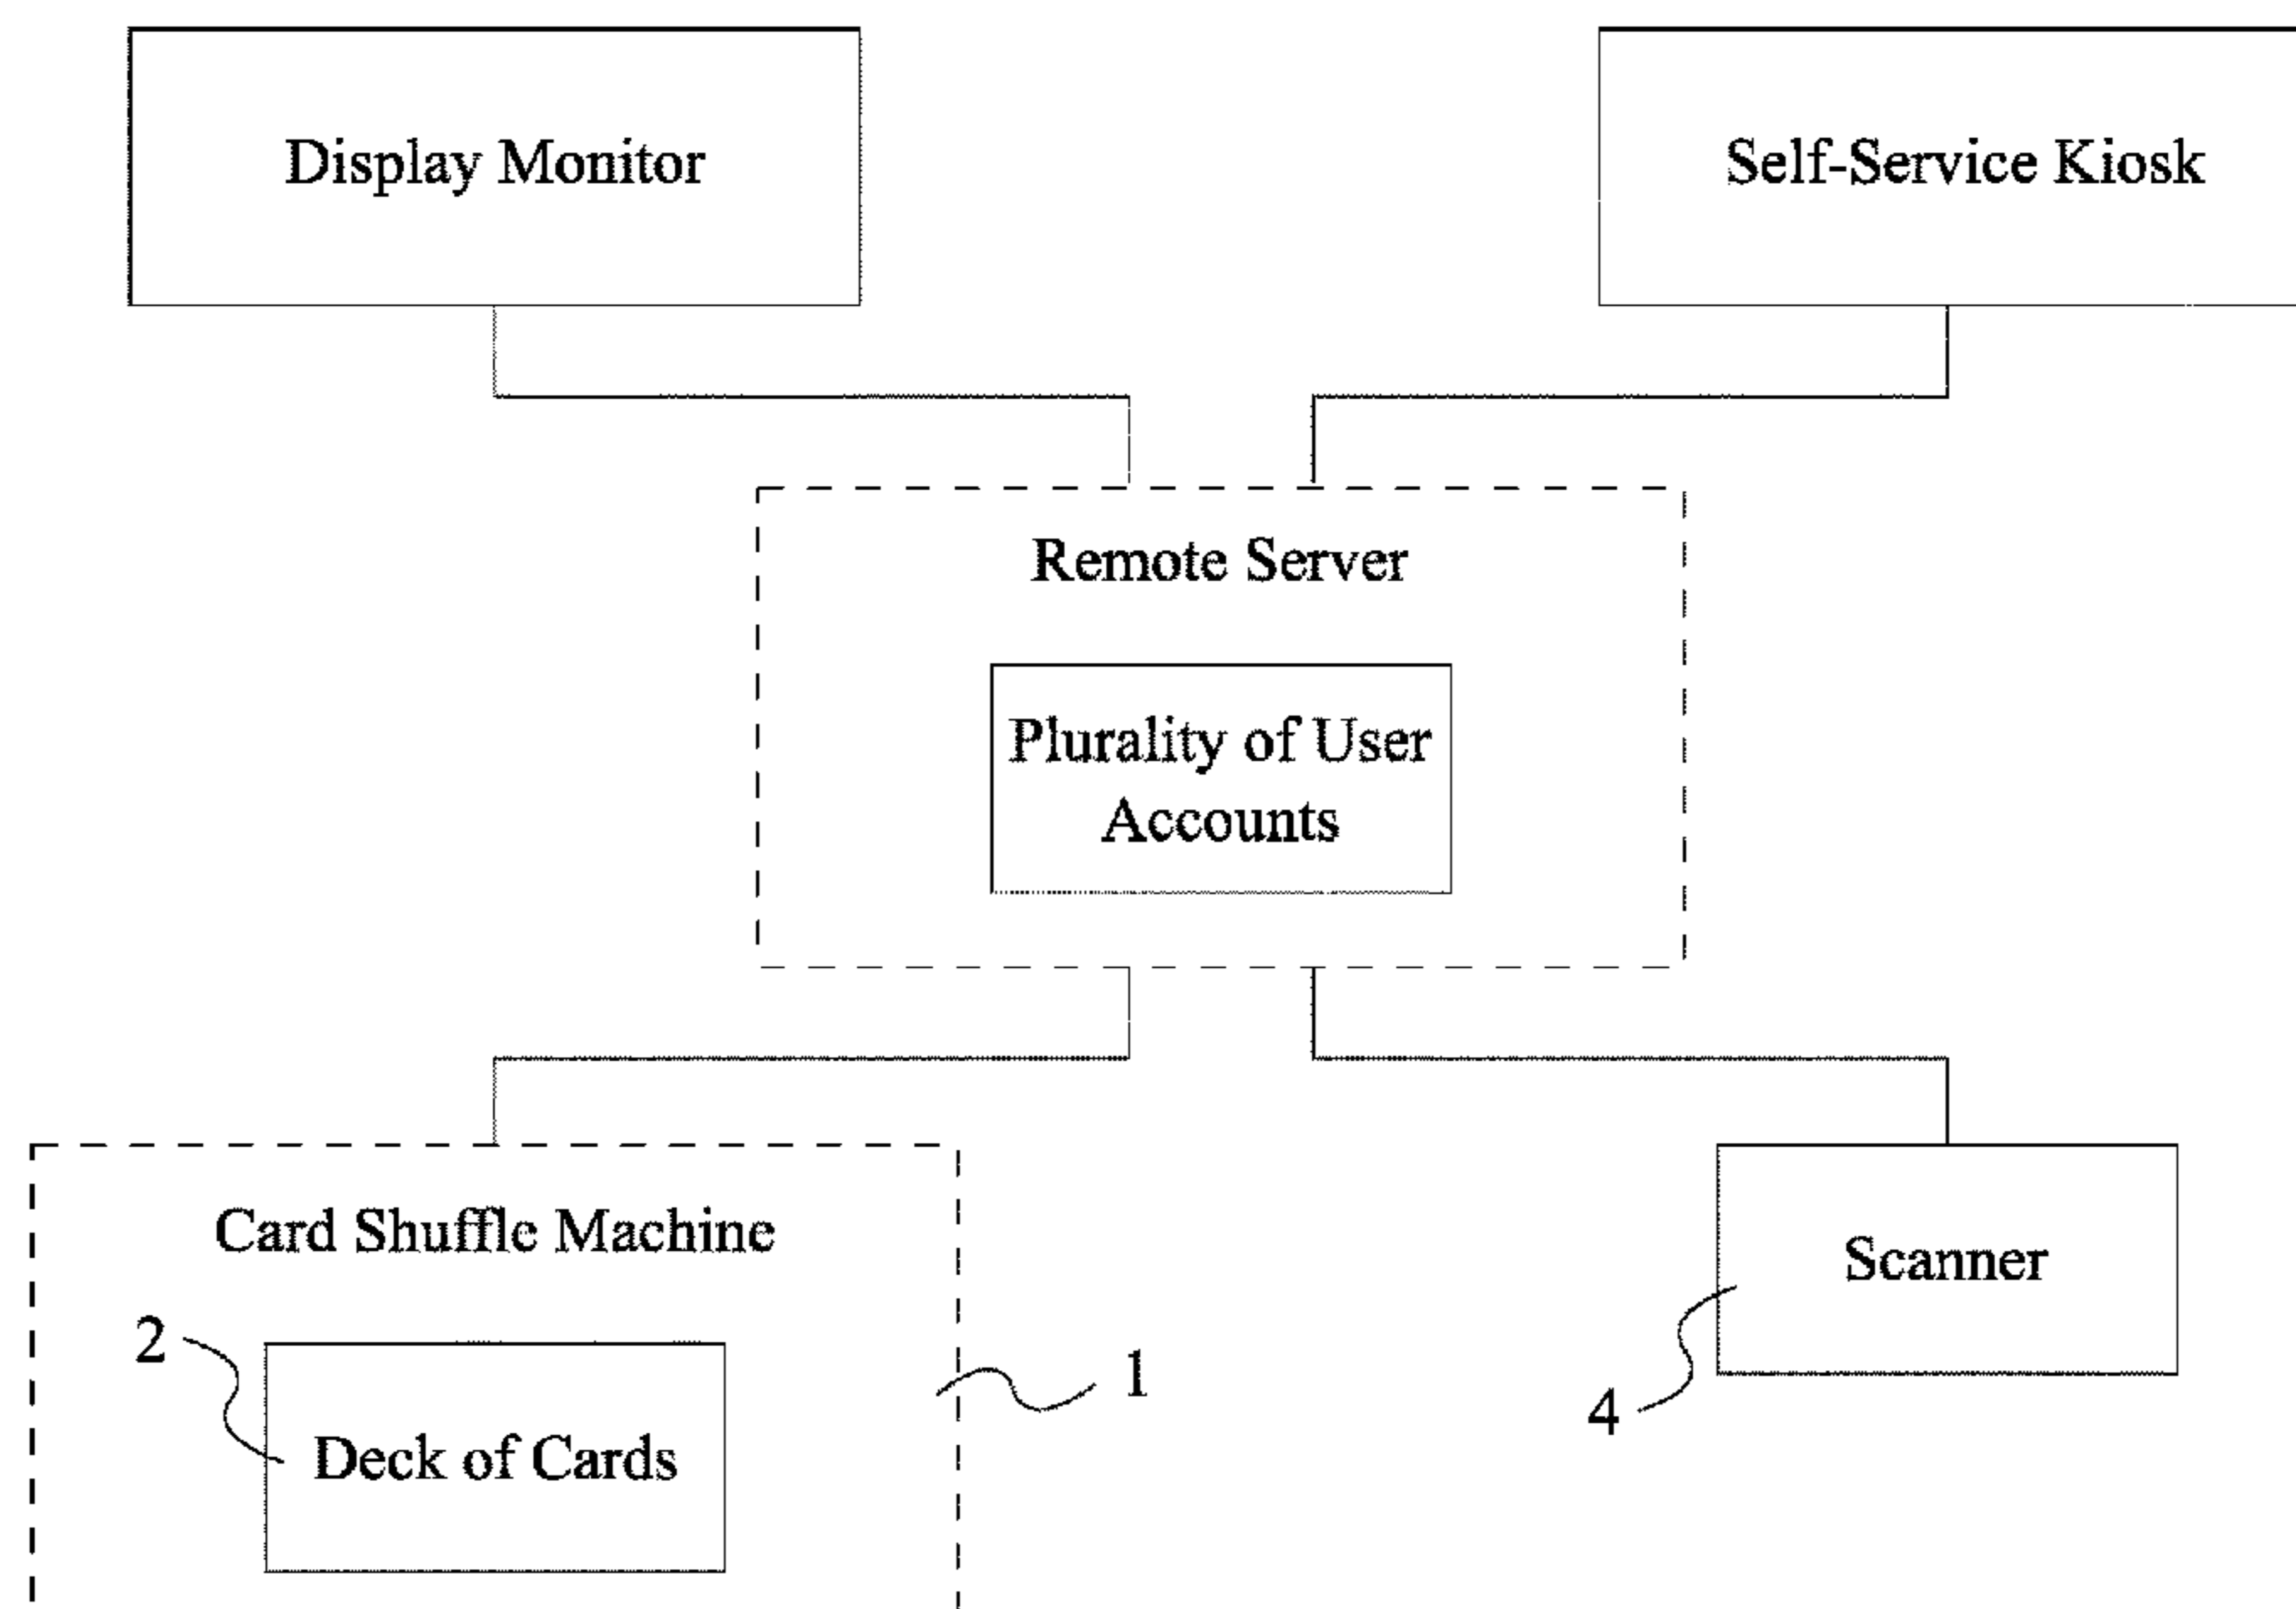 Display Monitor
Self-Service Kiosk
Remote Server
Plurality of User
Accounts
Card Shuffle Machine
Scanner
2
1
4
Deck of Cards